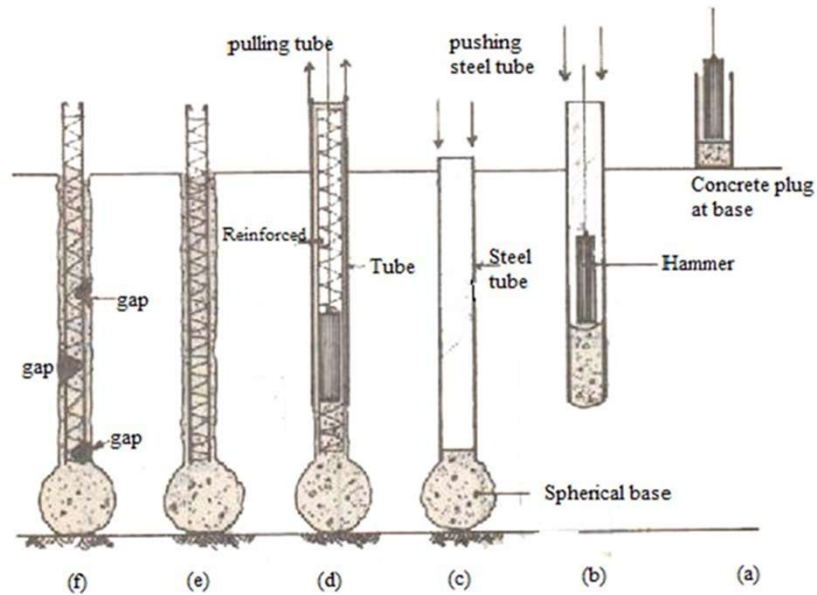 pulling tube
pushing
steel tube
Concrete plug
at base
Reinforced
Tube
Steel
tube
Hammer
gap
gap
gap
Spherical base
(f)
(e)
(d)
(c)
(b)
(a)